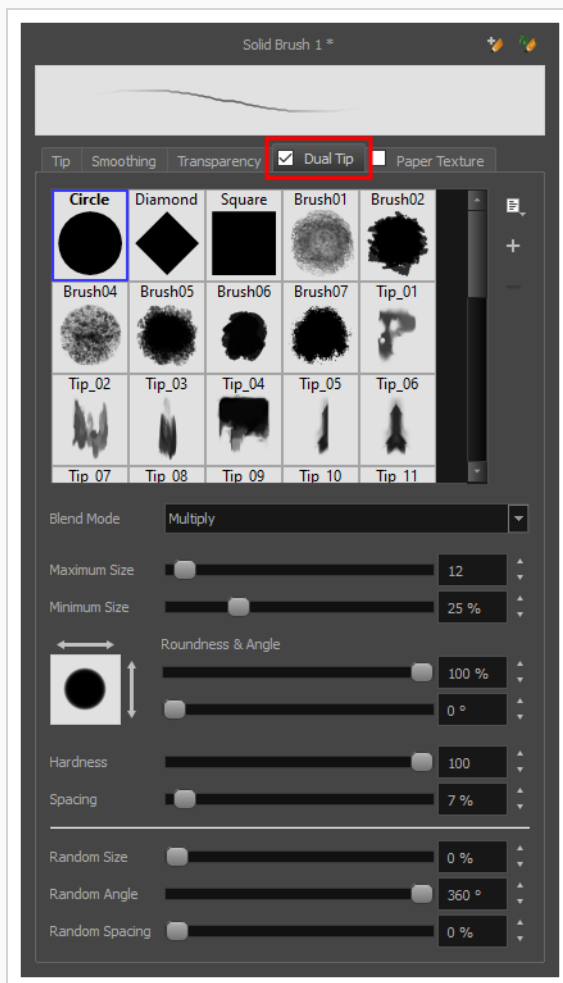 Solid Brush 1 *
Tip Smoothing Transparency Dual Tip Paper Texture
Circle Diamond Square Brush01 Brush02
Brush04 Brush05 Brush06 Brush07 Tip_01
Tip_02 Tip_03 Tip_04 Tip_05 Tip_06
Tip_07 Tip_08 Tip_09 Tip_10 Tip_11
Blend Mode Multiply
Maximum Size 12
Minimum Size 25 %
Roundness & Angle
100 %
0 °
Hardness 100
Spacing 7 %
Random Size 0 %
Random Angle 360 °
Random Spacing 0 %